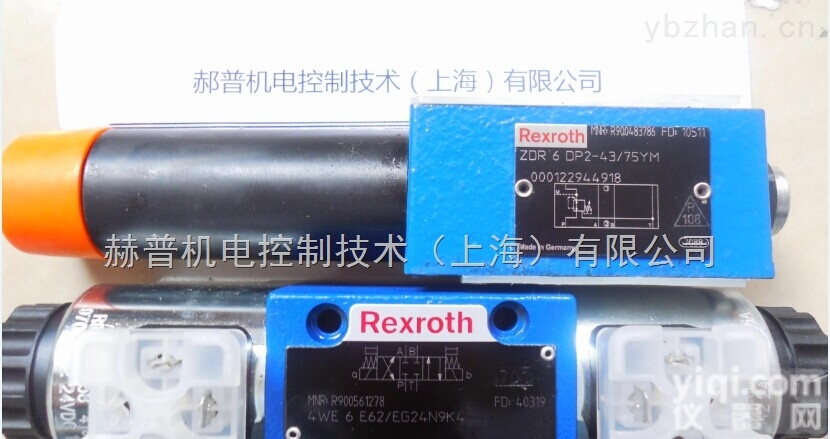 ybzhan.cn
郝普机电控制技术（上海）有限公司
Rexroth MNR: R900483786 FD: 10511
ZDR 6 DP2-43/75YM
000122944918
R
108
Made in Germany
赫普机电控制技术（上海）有限公司
Rexroth
A B
a b
P T
MNR: R900561278 FD: 40319
4WE 6 E62/EG24N9K4
yiqi.com
仪器网